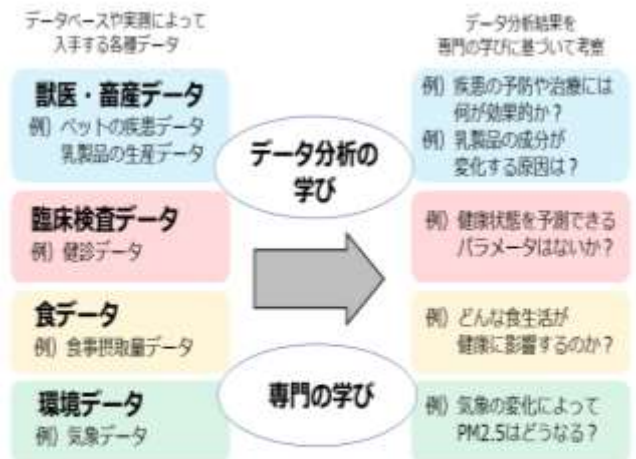 データベースや実測によって
入手する各種データ
獣医・畜産データ
例）ペットの疾患データ
乳製品の生産データ
臨床検査データ
例）健診データ
食データ
例）食事摂取量データ
環境データ
例）気象データ
データ分析の
学び
専門の学び
データ分析結果を
専門の学びに基づいて考察
例）疾患の予防や治療には
何が効果的か？
例）乳製品の成分が
変化する原因は？
例）健康状態を予測できる
パラメータはないか？
例）どんな食生活が
健康に影響するのか？
例）気象の変化によって
PM2.5はどうなる？